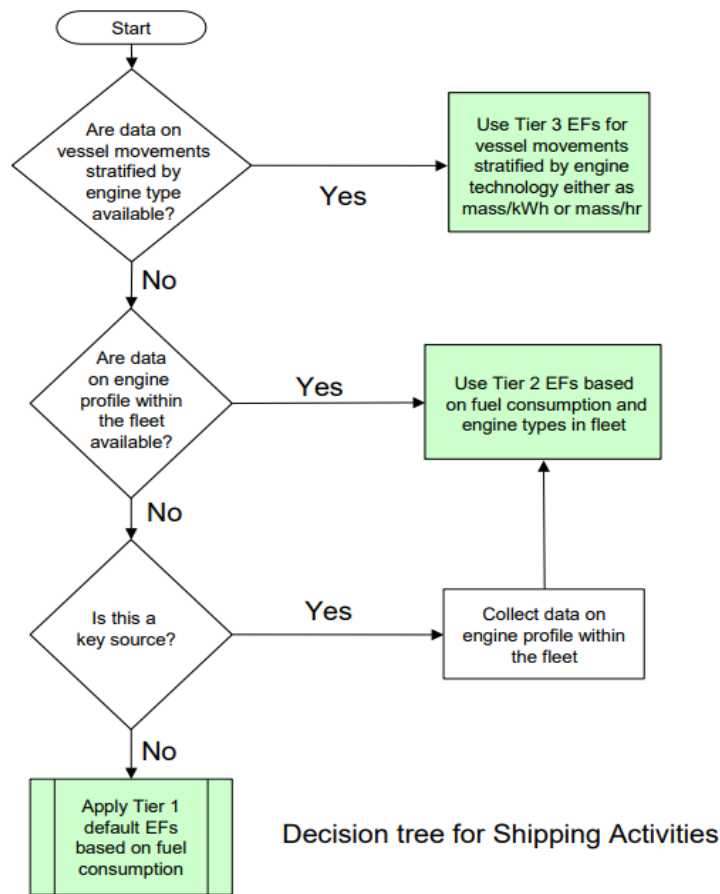 Start
Are data on
vessel movements
stratified by
engine type
available?
Yes
Use Tier 3 EFs for
vessel movements
stratified by engine
technology either as
mass/kWh or mass/hr
No
Are data
on engine
profile within
the fleet
available?
Yes
Use Tier 2 EFs based
on fuel consumption and
engine types in fleet
No
Is this a
key source?
Yes
Collect data on
engine profile within
the fleet
No
Apply Tier 1
default EFs
based on fuel
consumption
Decision tree for Shipping Activities